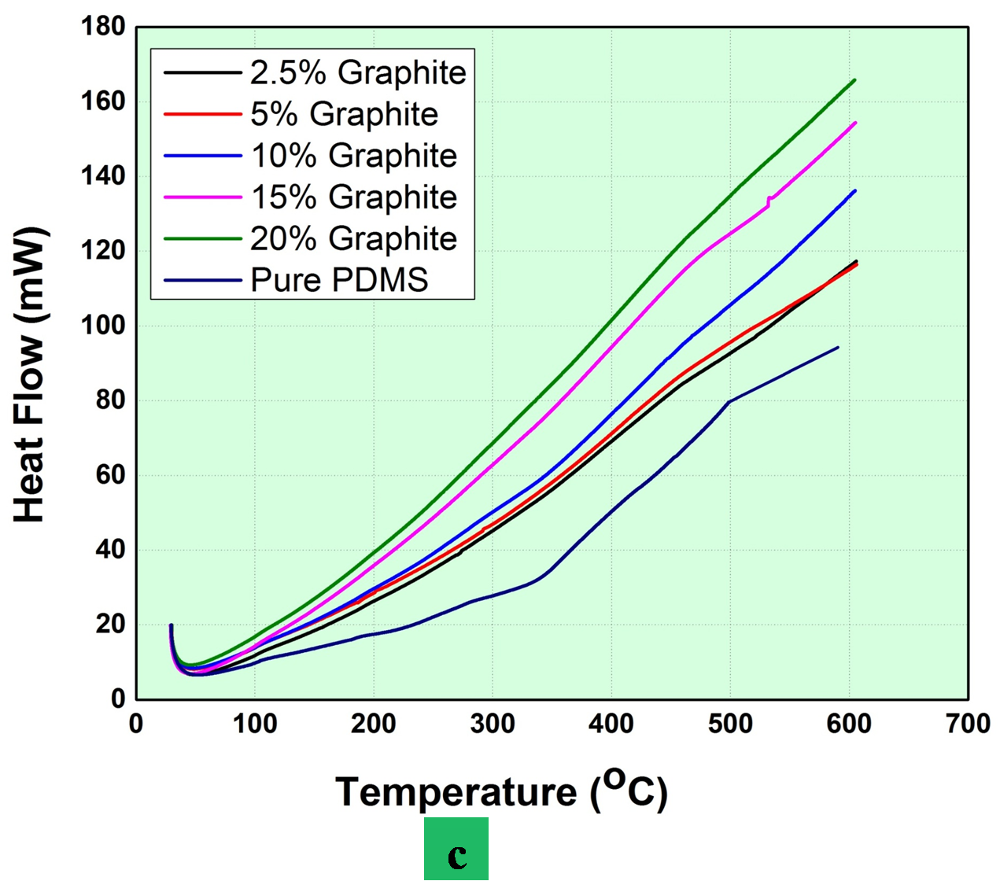 180
160
140
120
100
80
60
40
20
0
Heat Flow (mW)
2.5% Graphite
5% Graphite
10% Graphite
15% Graphite
20% Graphite
Pure PDMS
0 100 200 300 400 500 600 700
Temperature (ᴼC)
c